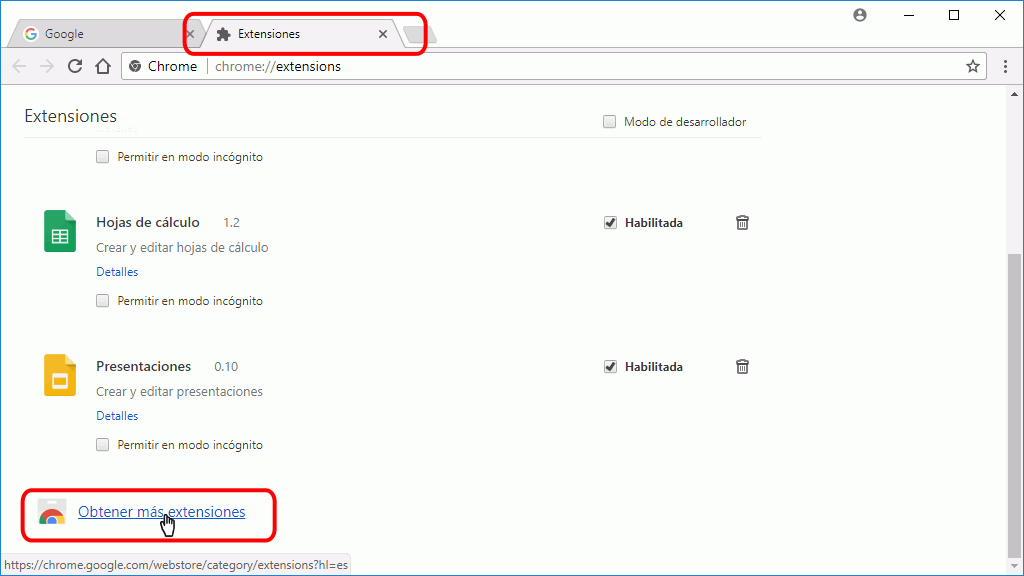 Google
Extensiones
Chrome chrome://extensions
Extensiones
Modo de desarrollador
Permitir en modo incógnito
Hojas de cálculo 1.2
Habilitada
Crear y editar hojas de cálculo
Detalles
Permitir en modo incógnito
Presentaciones 0.10
Habilitada
Crear y editar presentaciones
Detalles
Permitir en modo incógnito
Obtener más extensiones
https://chrome.google.com/webstore/category/extensions?hl=es